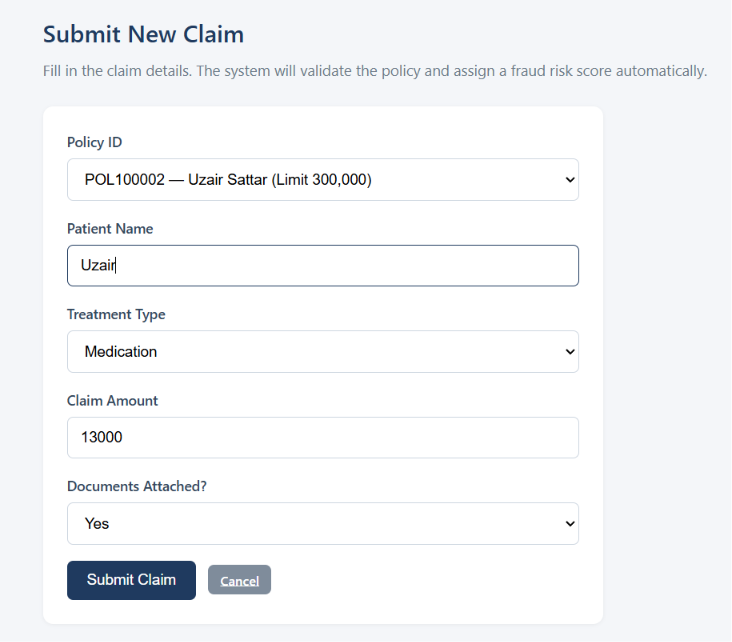 Submit New Claim
Fill in the claim details. The system will validate the policy and assign a fraud risk score automatically.
Policy ID
POL100002 — Uzair Sattar (Limit 300,000)
Patient Name
Uzair
Treatment Type
Medication
Claim Amount
13000
Documents Attached?
Yes
Submit Claim Cancel